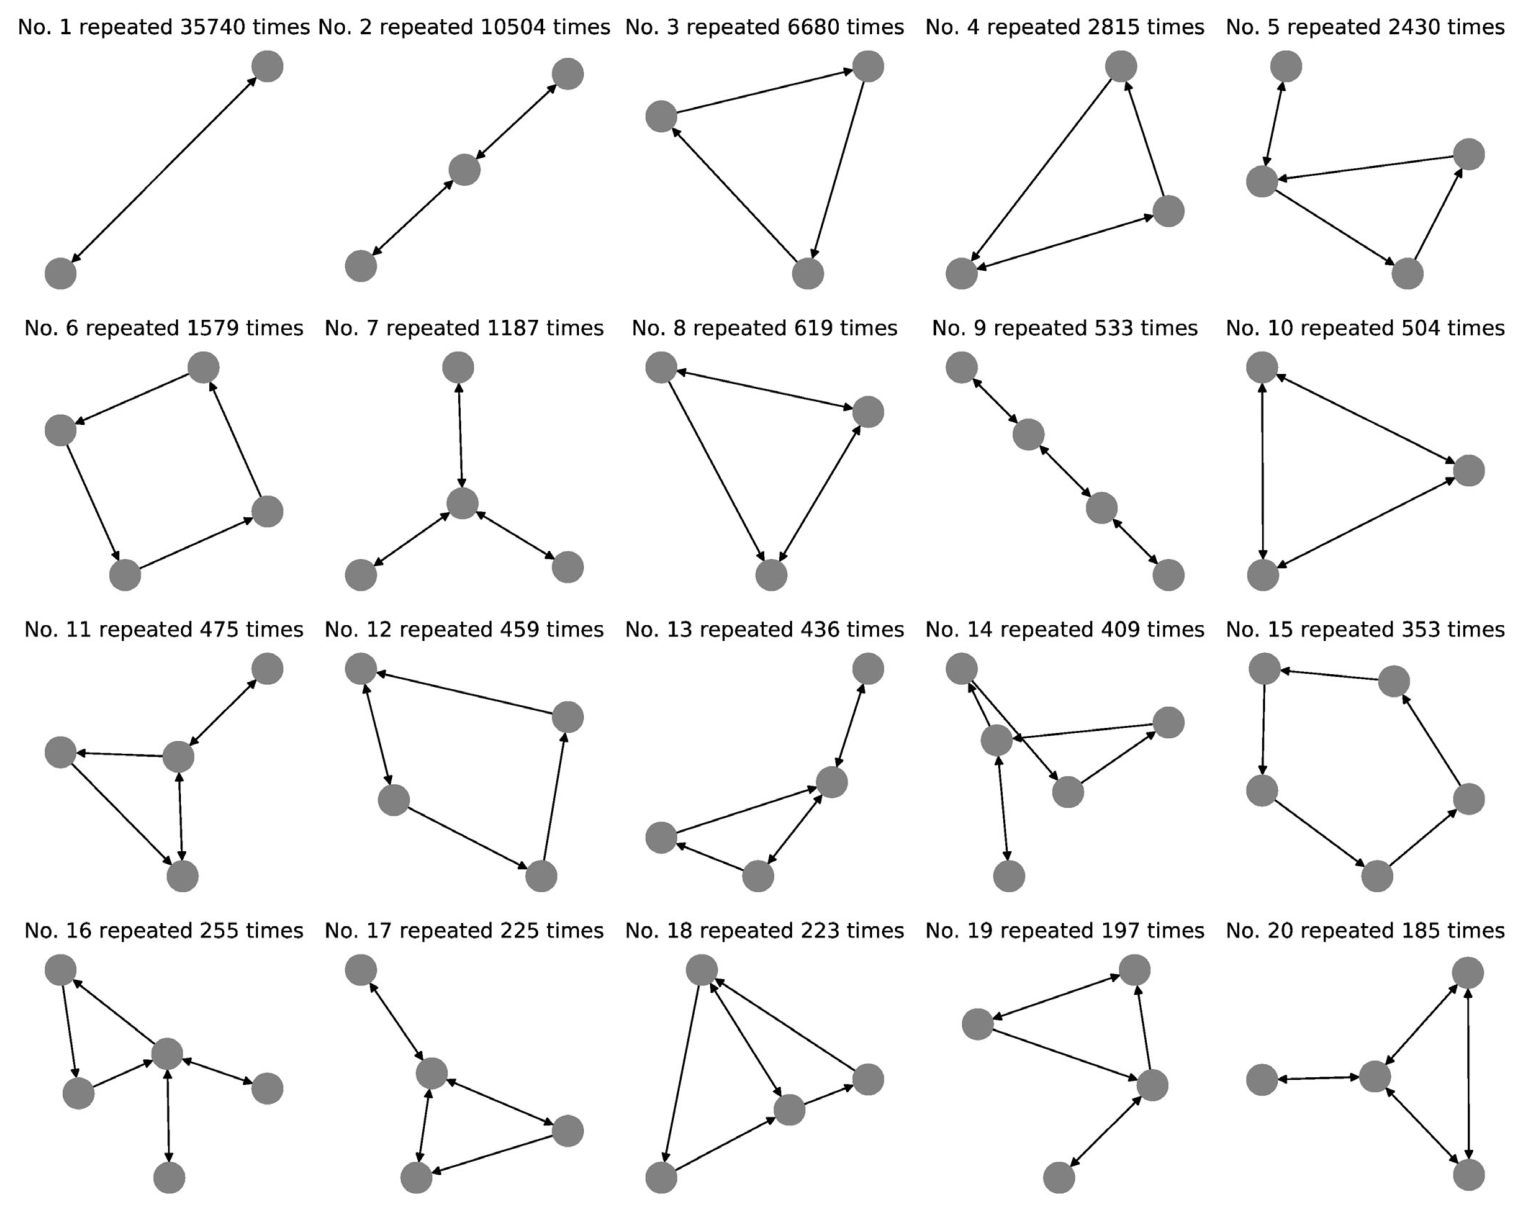 No. 1 repeated 35740 times
No. 2 repeated 10504 times
No. 3 repeated 6680 times
No. 4 repeated 2815 times
No. 5 repeated 2430 times
No. 6 repeated 1579 times
No. 7 repeated 1187 times
No. 8 repeated 619 times
No. 9 repeated 533 times
No. 10 repeated 504 times
No. 11 repeated 475 times
No. 12 repeated 459 times
No. 13 repeated 436 times
No. 14 repeated 409 times
No. 15 repeated 353 times
No. 16 repeated 255 times
No. 17 repeated 225 times
No. 18 repeated 223 times
No. 19 repeated 197 times
No. 20 repeated 185 times